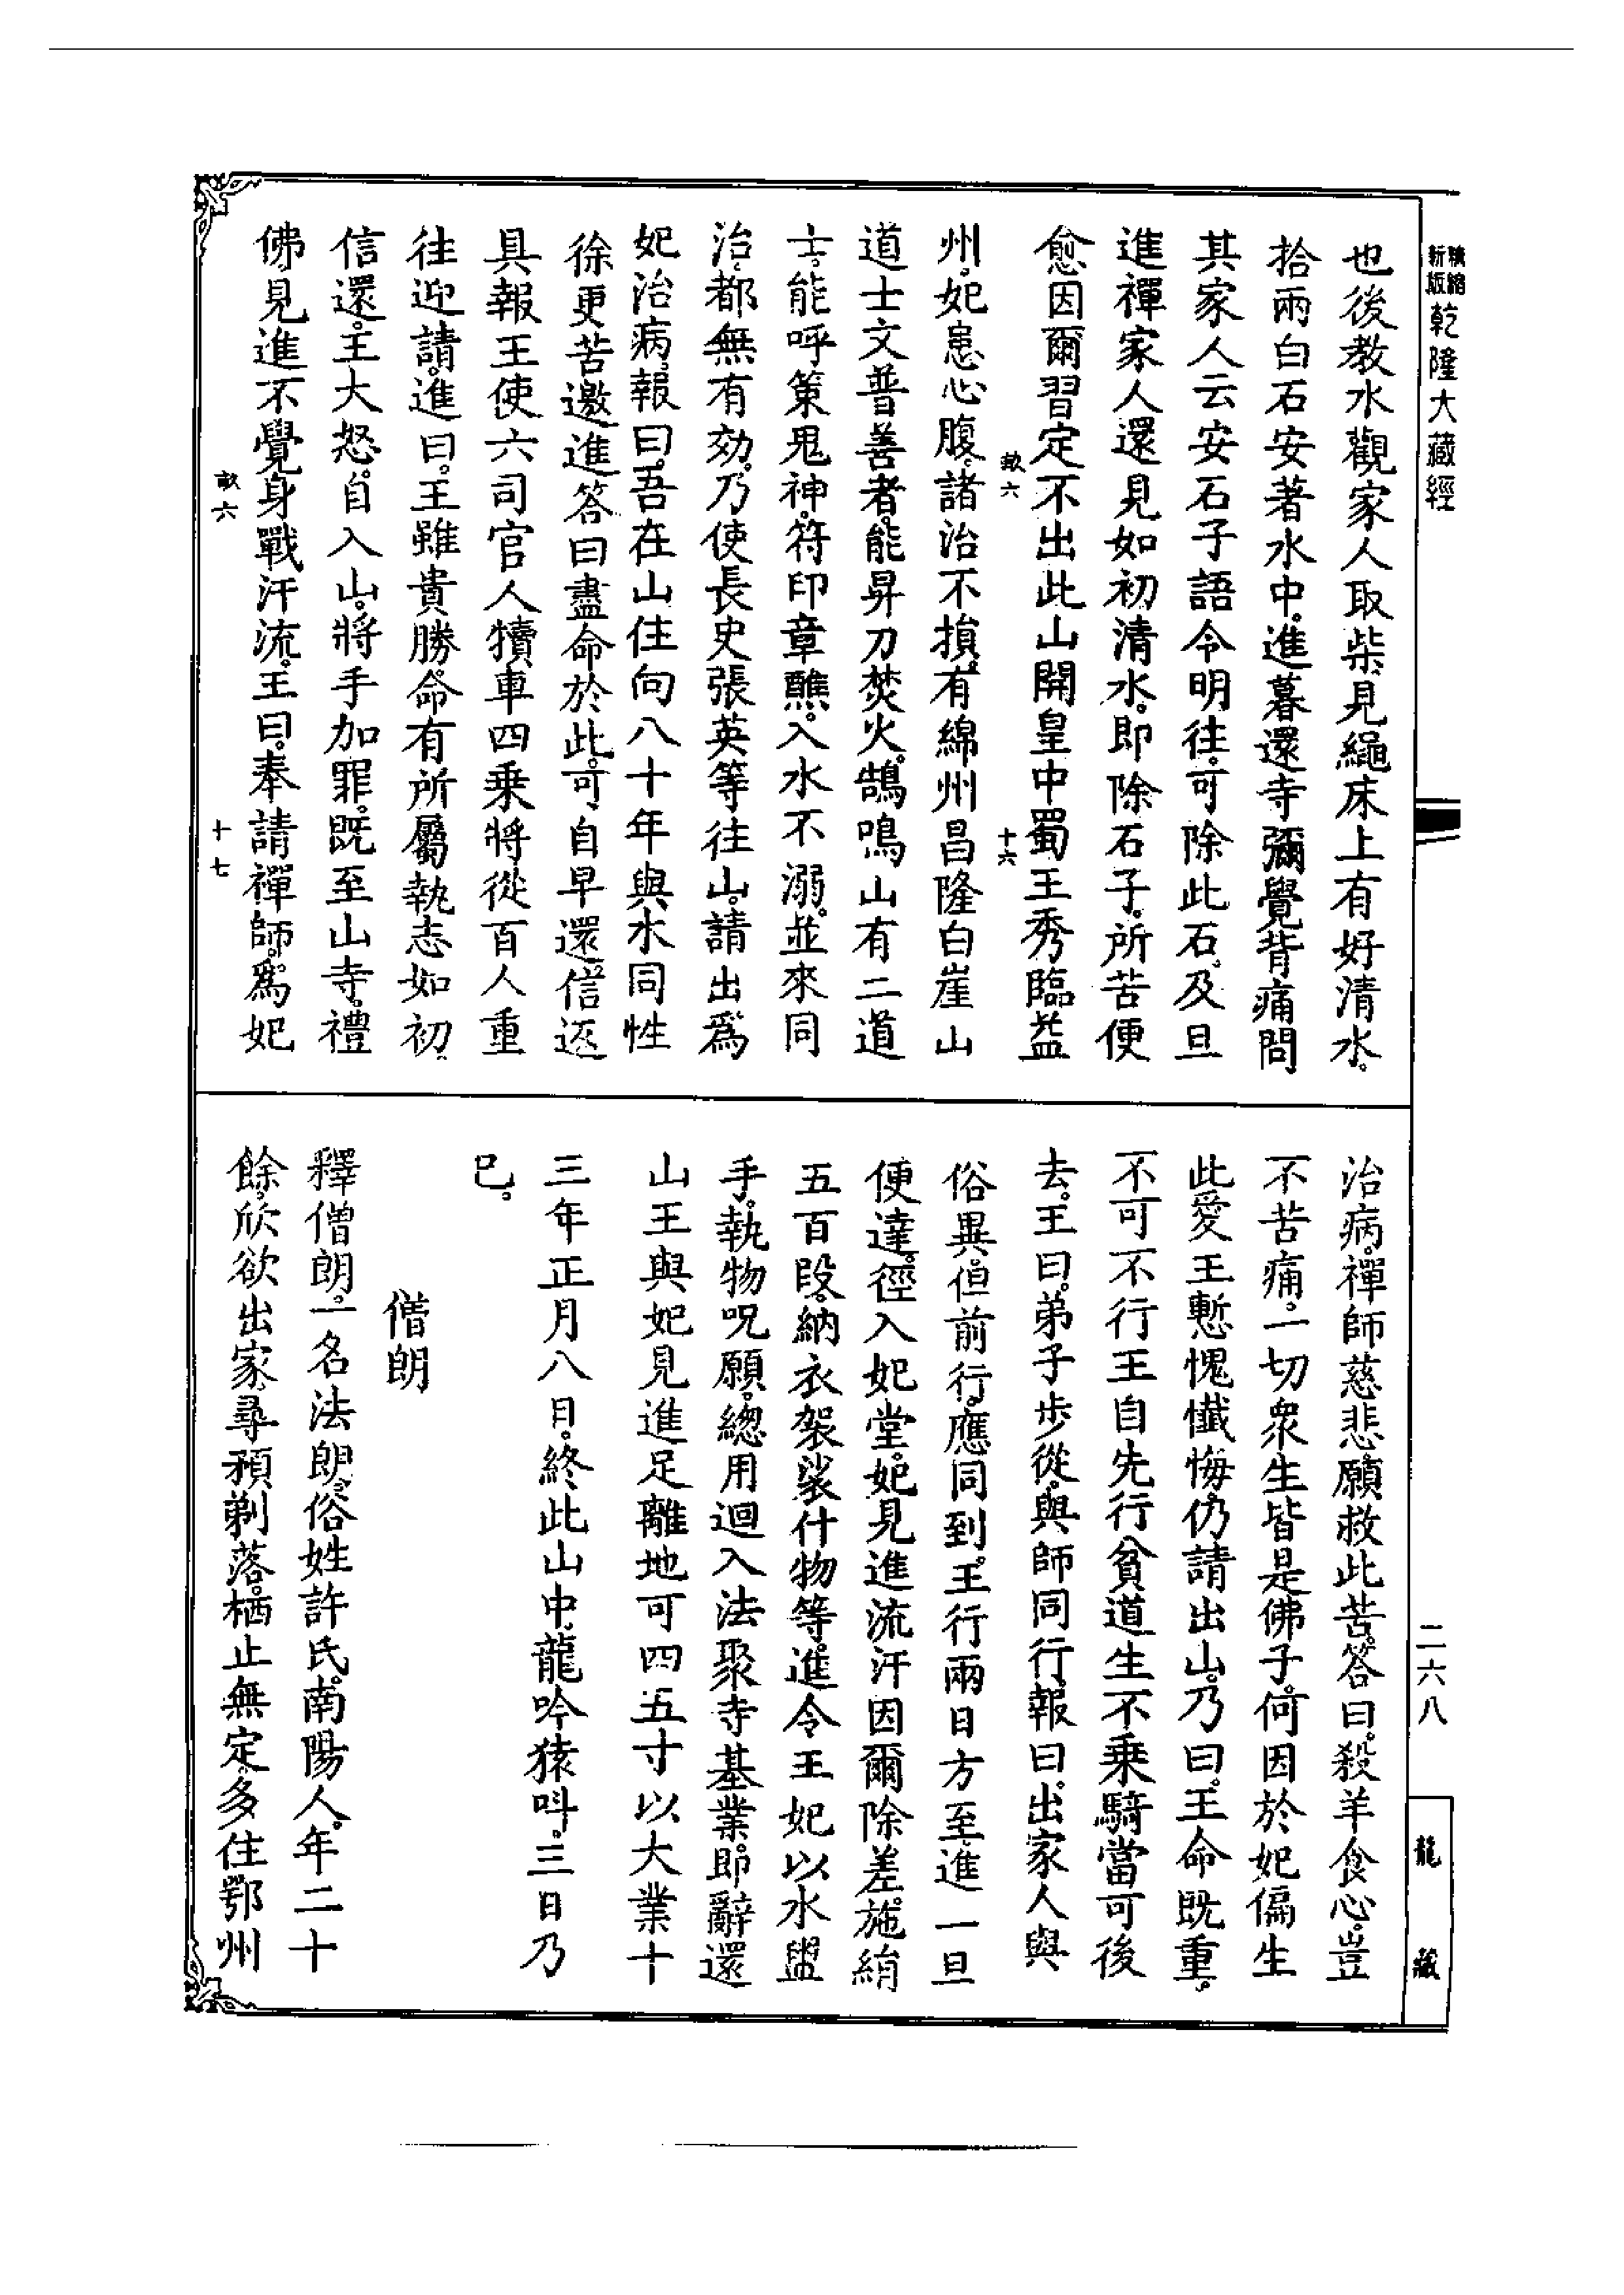 精縮新版乾隆大藏經
也後教水觀家人取柴見繩床上有好清水。
拾兩白石安著水中。進暮還寺彌覺背痛問
其家人云安石子語令明往。可除此石。及旦
進禪家人還見如初清水。即除石子。所苦便
愈因爾習定不出此山開皇中蜀王秀臨益
畝六
十六
州。妃患心腹。諸治不損。有綿州昌隆白崖山
道士文普善者。能昇刀焚火。鵠鳴山有二道
士。能呼策鬼神。符印章醮。入水不溺。並來同
治。都無有効。乃使長史張英等往山。請出爲
妃治病。報曰。吾在山住向八十年與水同性
徐更苦邀進答曰盡命於此。可自早還信返
具報王使六司官人犢車四乘將從百人重
往迎請。進曰。王雖貴勝。命有所屬執志如初。
信還。王大怒。自入山。將手加罪。既至山寺。禮
佛。見進不覺身戰汗流。王曰。奉請禪師。爲妃
畝六
十七
治病。禪師慈悲。願救此苦。答曰。殺羊食心。豈
不苦痛。一切衆生皆是佛子。何因於妃偏生
此愛王慙愧懺悔。仍請出山。乃曰。王命既重。
不可不行王自先行貧道生不乘騎當可後
去。王曰。弟子步從。與師同行。報曰。出家人與
俗異。但前行。應同到。王行兩日方至進一旦
便達。徑入妃堂。妃見進流汗因爾除差。施絹
五百段。納衣袈裟什物等。進令王妃以水盥
手。執物呪願。總用迴入法聚寺基業。即辭還
山王與妃見進足離地可四五寸以大業十
三年正月八日。終此山中。龍吟猿呌。三日乃
已。
僧朗
釋僧朗。一名法朗。俗姓許氏。南陽人。年二十
餘。欣欲出家。尋預剃落。栖止無定。多住鄂州
二六八
龍藏